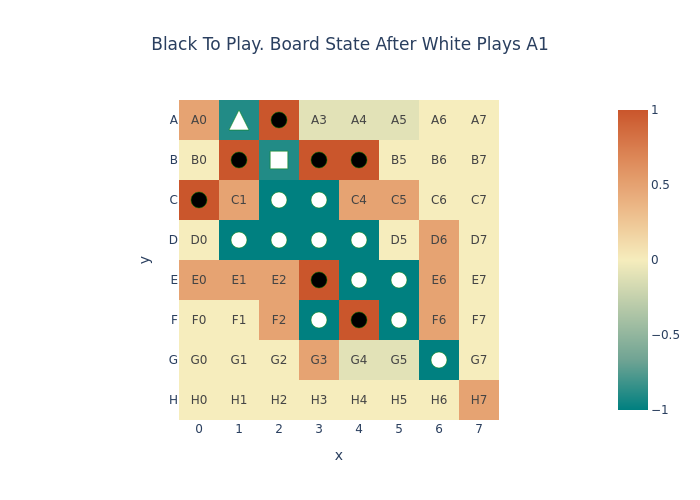 Black To Play. Board State After White Plays A1
A A0 A3 A4 A5 A6 A7
B B0 B5 B6 B7
C C1 C4 C5 C6 C7
D D0 D5 D6 D7
E E0 E1 E2 E6 E7
F F0 F1 F2 F6 F7
G G0 G1 G2 G3 G4 G5 G7
H H0 H1 H2 H3 H4 H5 H6 H7
0 1 2 3 4 5 6 7
x
y
1
0.5
0
−0.5
−1